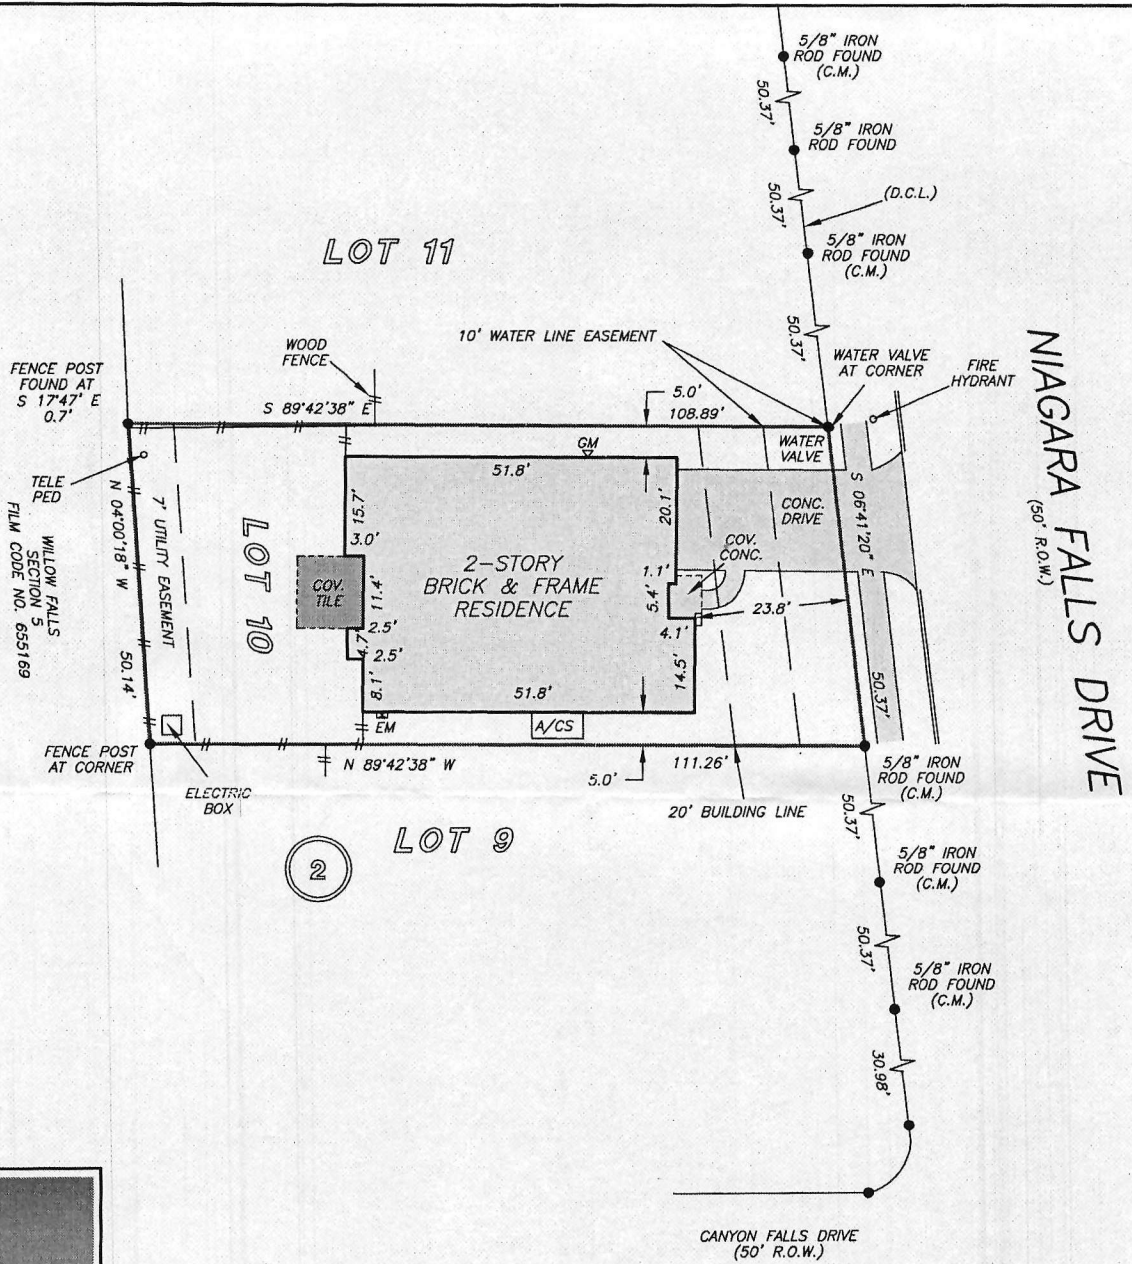 5/8" IRON
ROD FOUND
(C.M.)
50.37'
5/8" IRON
ROD FOUND
50.37'
(D.C.L.)
5/8" IRON
ROD FOUND
(C.M.)
50.37'
LOT 11
NIAGARA FALLS DRIVE
(50' R.O.W.)
10' WATER LINE EASEMENT
WATER VALVE
AT CORNER
FIRE
HYDRANT
WOOD
FENCE
FENCE POST
FOUND AT
S 17°47' E
0.7'
S 89°42'38" E
5.0'
108.89'
WATER
VALVE
GM
51.8'
TELE
PED
N 04°00'18" W
50.14'
7' UTILITY EASEMENT
WILLOW FALLS
SECTION 5
FILM CODE NO. 655169
LOT 10
15.7'
3.0'
COV.
TILE
11.4'
2.5'
4.7'
2.5'
8.1'
2-STORY
BRICK & FRAME
RESIDENCE
20.1'
1.1'
5.4'
4.1'
14.5'
COV.
CONC.
CONC.
DRIVE
23.8'
S 06°41'20" E
50.37'
51.8'
EM
A/CS
FENCE POST
AT CORNER
ELECTRIC
BOX
N 89°42'38" W
5.0'
111.26'
20' BUILDING LINE
5/8" IRON
ROD FOUND
(C.M.)
50.37'
LOT 9
2
5/8" IRON
ROD FOUND
(C.M.)
50.37'
5/8" IRON
ROD FOUND
(C.M.)
30.98'
CANYON FALLS DRIVE
(50' R.O.W.)